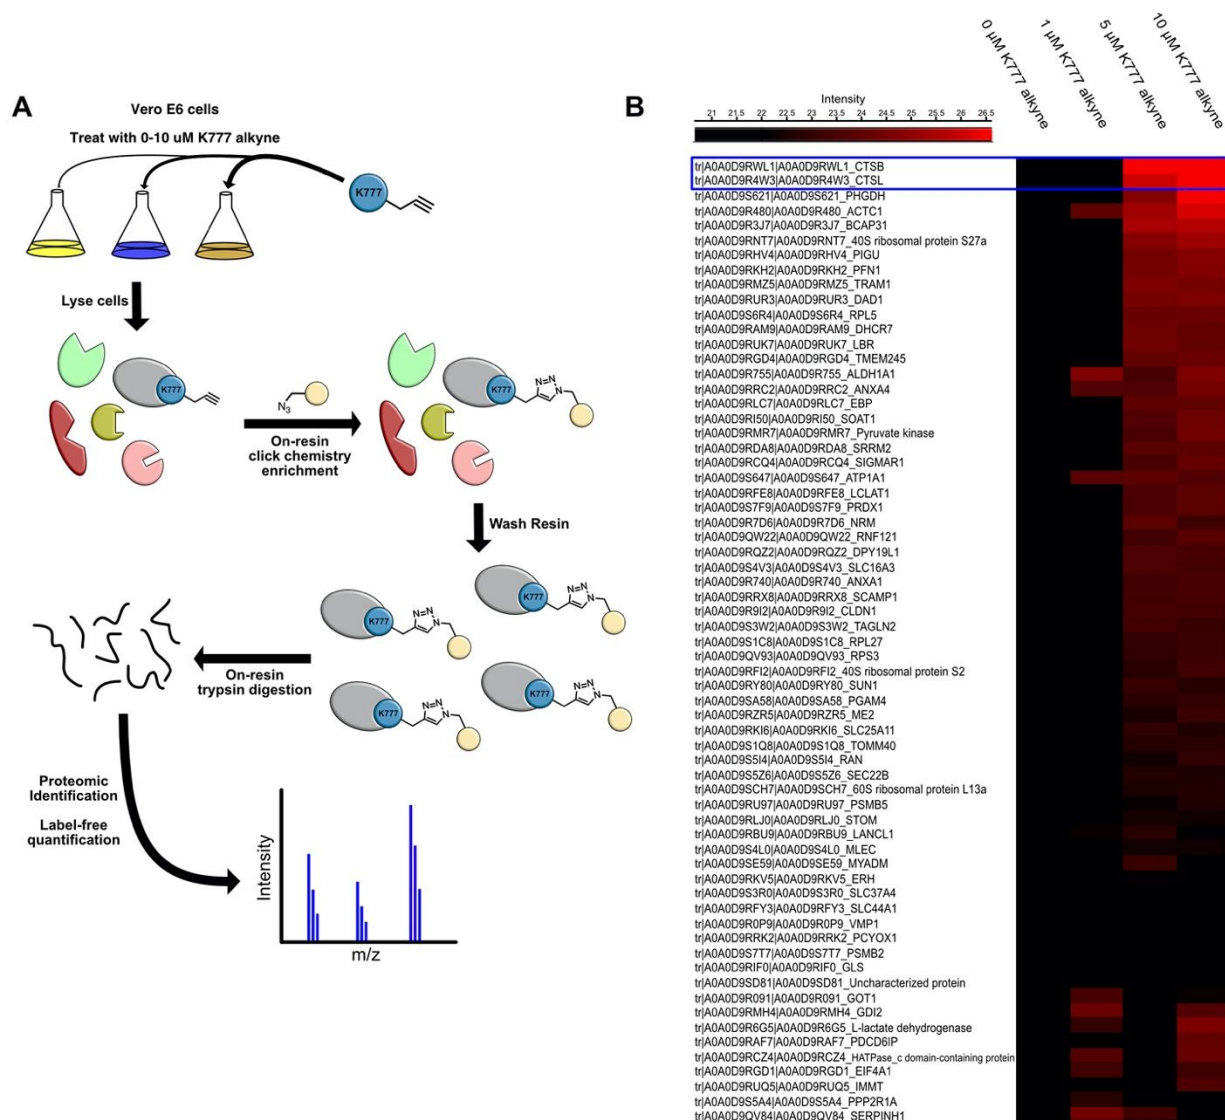 A
Vero E6 cells
Treat with 0-10 uM K777 alkyne
K777
Lyse cells
K777
N3
On-resin
click chemistry
enrichment
K777
N=N
N
Wash Resin
K777
N=N
N
K777
N=N
N
K777
N=N
N
K777
N=N
N
On-resin
trypsin digestion
Proteomic
Identification
Label-free
quantification
Intensity
m/z
B
Intensity
21 21.5 22 22.5 23 23.5 24 24.5 25 25.5 26 26.5
0 µM K777 alkyne
1 µM K777 alkyne
5 µM K777 alkyne
10 µM K777 alkyne
tr|A0A0D9RWL1|A0A0D9RWL1_CTSB
tr|A0A0D9R4W3|A0A0D9R4W3_CTSL
tr|A0A0D9S621|A0A0D9S621_PHGDH
tr|A0A0D9R480|A0A0D9R480_ACTC1
tr|A0A0D9R3J7|A0A0D9R3J7_BCAP31
tr|A0A0D9RNT7|A0A0D9RNT7_40S ribosomal protein S27a
tr|A0A0D9RHV4|A0A0D9RHV4_PIGU
tr|A0A0D9RKH2|A0A0D9RKH2_PFN1
tr|A0A0D9RMZ5|A0A0D9RMZ5_TRAM1
tr|A0A0D9RUR3|A0A0D9RUR3_DAD1
tr|A0A0D9S6R4|A0A0D9S6R4_RPL5
tr|A0A0D9RAM9|A0A0D9RAM9_DHCR7
tr|A0A0D9RUK7|A0A0D9RUK7_LBR
tr|A0A0D9RGD4|A0A0D9RGD4_TMEM245
tr|A0A0D9R755|A0A0D9R755_ALDH1A1
tr|A0A0D9RRC2|A0A0D9RRC2_ANXA4
tr|A0A0D9RLC7|A0A0D9RLC7_EBP
tr|A0A0D9RI50|A0A0D9RI50_SOAT1
tr|A0A0D9RMR7|A0A0D9RMR7_Pyruvate kinase
tr|A0A0D9RDA8|A0A0D9RDA8_SRRM2
tr|A0A0D9RCQ4|A0A0D9RCQ4_SIGMAR1
tr|A0A0D9S647|A0A0D9S647_ATP1A1
tr|A0A0D9RFE8|A0A0D9RFE8_LCLAT1
tr|A0A0D9S7F9|A0A0D9S7F9_PRDX1
tr|A0A0D9R7D6|A0A0D9R7D6_NRM
tr|A0A0D9QW22|A0A0D9QW22_RNF121
tr|A0A0D9RQZ2|A0A0D9RQZ2_DPY19L1
tr|A0A0D9S4V3|A0A0D9S4V3_SLC16A3
tr|A0A0D9R740|A0A0D9R740_ANXA1
tr|A0A0D9RRX8|A0A0D9RRX8_SCAMP1
tr|A0A0D9R9I2|A0A0D9R9I2_CLDN1
tr|A0A0D9S3W2|A0A0D9S3W2_TAGLN2
tr|A0A0D9S1C8|A0A0D9S1C8_RPL27
tr|A0A0D9QV93|A0A0D9QV93_RPS3
tr|A0A0D9RFI2|A0A0D9RFI2_40S ribosomal protein S2
tr|A0A0D9RY80|A0A0D9RY80_SUN1
tr|A0A0D9SA58|A0A0D9SA58_PGAM4
tr|A0A0D9RZR5|A0A0D9RZR5_ME2
tr|A0A0D9RKI6|A0A0D9RKI6_SLC25A11
tr|A0A0D9S1Q8|A0A0D9S1Q8_TOMM40
tr|A0A0D9S5I4|A0A0D9S5I4_RAN
tr|A0A0D9S5Z6|A0A0D9S5Z6_SEC22B
tr|A0A0D9SCH7|A0A0D9SCH7_60S ribosomal protein L13a
tr|A0A0D9RU97|A0A0D9RU97_PSMB5
tr|A0A0D9RLJ0|A0A0D9RLJ0_STOM
tr|A0A0D9RBU9|A0A0D9RBU9_LANCL1
tr|A0A0D9S4L0|A0A0D9S4L0_MLEC
tr|A0A0D9SE59|A0A0D9SE59_MYADM
tr|A0A0D9RKV5|A0A0D9RKV5_ERH
tr|A0A0D9S3R0|A0A0D9S3R0_SLC37A4
tr|A0A0D9RFY3|A0A0D9RFY3_SLC44A1
tr|A0A0D9R0P9|A0A0D9R0P9_VMP1
tr|A0A0D9RRK2|A0A0D9RRK2_PCYOX1
tr|A0A0D9S7T7|A0A0D9S7T7_PSMB2
tr|A0A0D9RIF0|A0A0D9RIF0_GLS
tr|A0A0D9SD81|A0A0D9SD81_Uncharacterized protein
tr|A0A0D9R091|A0A0D9R091_GOT1
tr|A0A0D9RMH4|A0A0D9RMH4_GDI2
tr|A0A0D9R6G5|A0A0D9R6G5_L-lactate dehydrogenase
tr|A0A0D9RAF7|A0A0D9RAF7_PDCD6IP
tr|A0A0D9RCZ4|A0A0D9RCZ4_HATPase_c domain-containing protein
tr|A0A0D9RGD1|A0A0D9RGD1_EIF4A1
tr|A0A0D9RUQ5|A0A0D9RUQ5_IMMT
tr|A0A0D9S5A4|A0A0D9S5A4_PPP2R1A
tr|A0A0D9QV84|A0A0D9QV84_SERPINH1